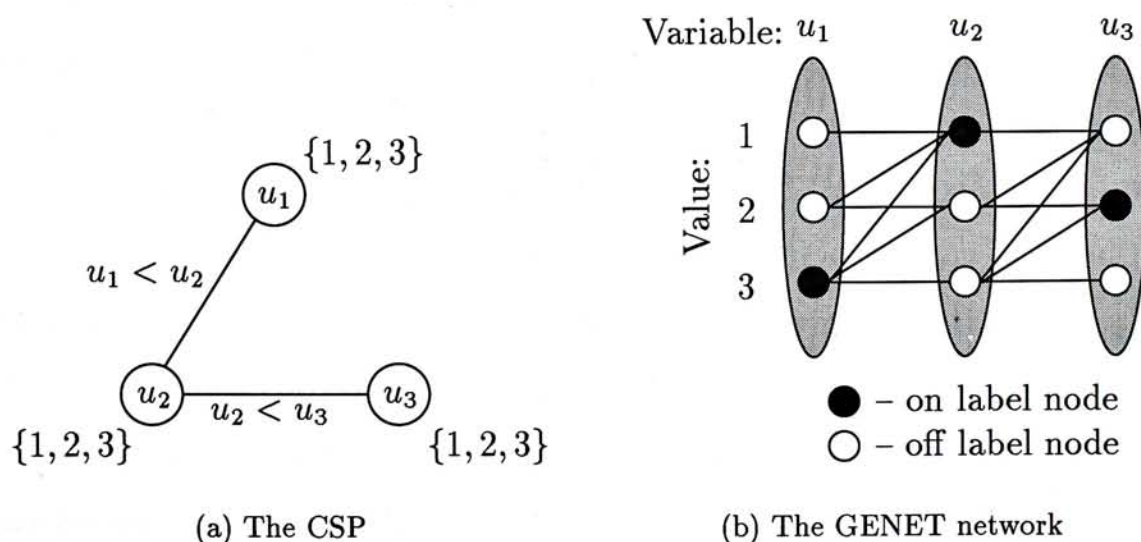 {1, 2, 3}
u₁
u₁ < u₂
u₂
u₂ < u₃
u₃
{1, 2, 3}
{1, 2, 3}
(a) The CSP
Variable: u₁ u₂ u₃
Value:
1
2
3
– on label node
– off label node
(b) The GENET network